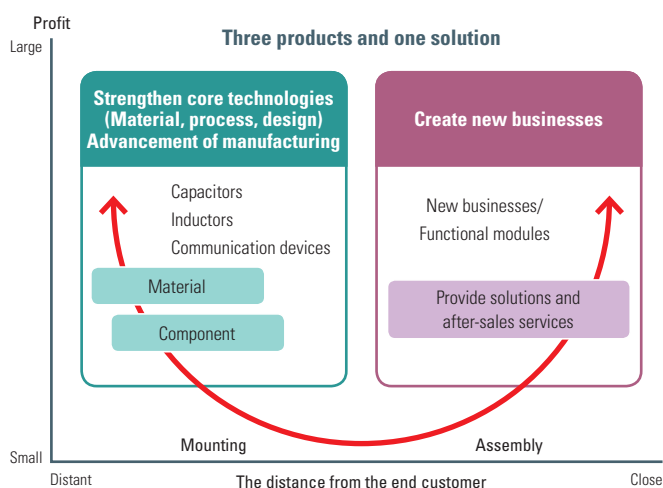 Profit
Large
Three products and one solution
Strengthen core technologies
(Material, process, design)
Advancement of manufacturing
Capacitors
Inductors
Communication devices
Material
Component
Create new businesses
New businesses/
Functional modules
Provide solutions and
after-sales services
Mounting
Assembly
Small
Distant
The distance from the end customer
Close